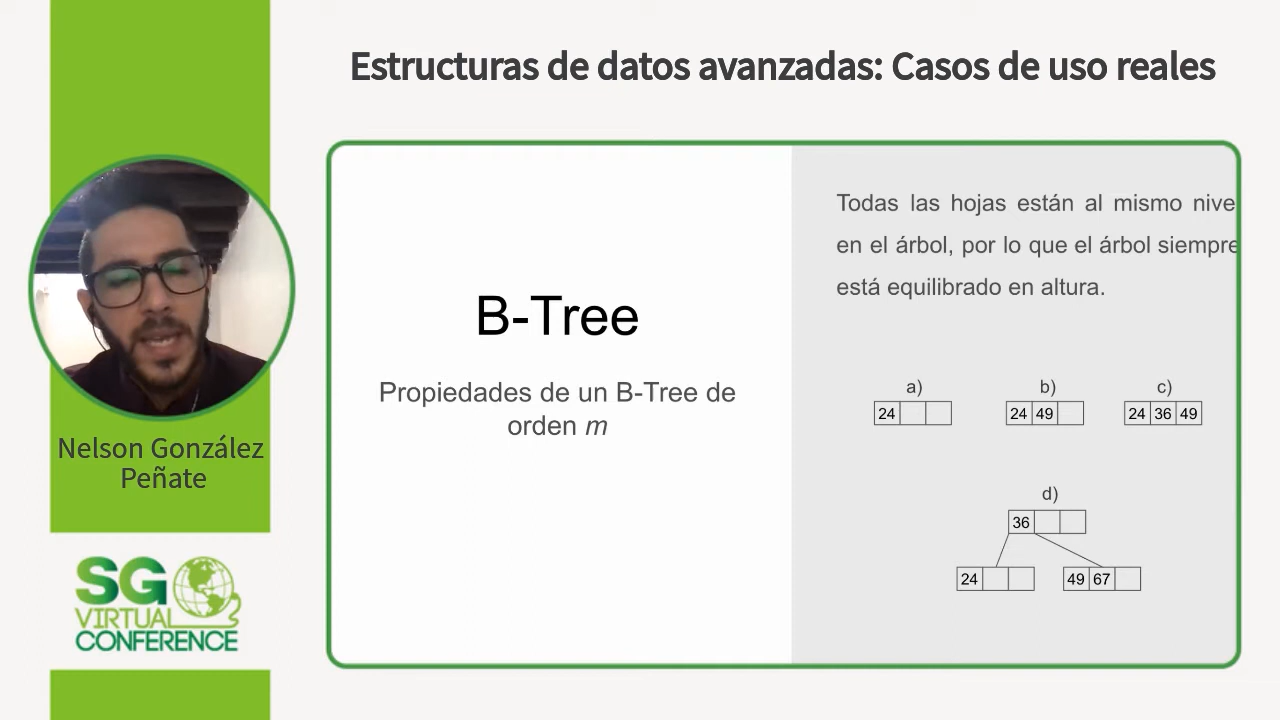 Estructuras de datos avanzadas: Casos de uso reales
Nelson González
Peñate
SG
VIRTUAL
CONFERENCE
B-Tree
Propiedades de un B-Tree de
orden m
Todas las hojas están al mismo nive
en el árbol, por lo que el árbol siempre
está equilibrado en altura.
a) b) c)
24 24 49 24 36 49
d)
36
24 49 67